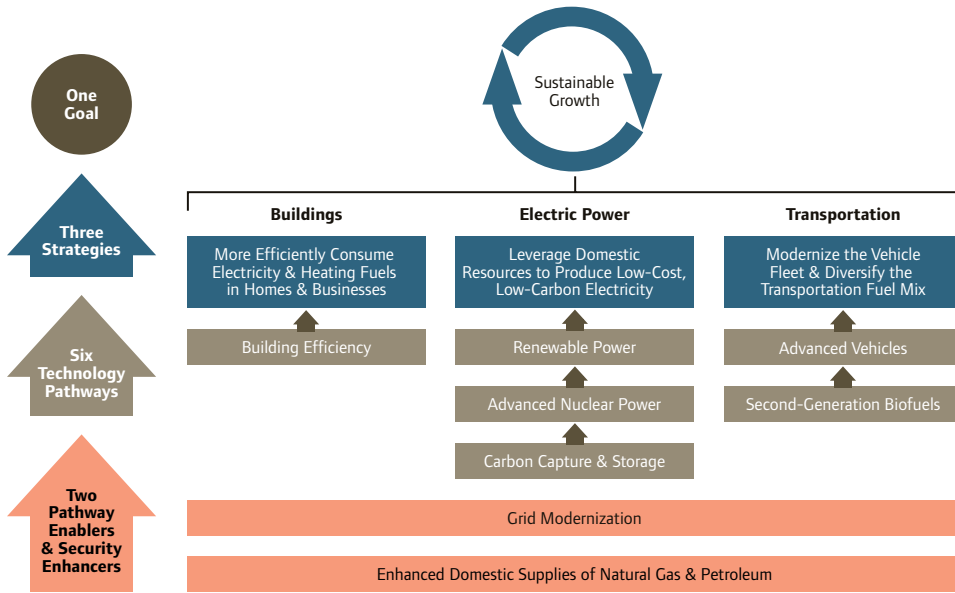 One
Goal
Sustainable
Growth
Three
Strategies
Buildings
Electric Power
Transportation
More Efficiently Consume
Electricity & Heating Fuels
in Homes & Businesses
Leverage Domestic
Resources to Produce Low-Cost,
Low-Carbon Electricity
Modernize the Vehicle
Fleet & Diversify the
Transportation Fuel Mix
Six
Technology
Pathways
Building Efficiency
Renewable Power
Advanced Vehicles
Advanced Nuclear Power
Second-Generation Biofuels
Carbon Capture & Storage
Two
Pathway
Enablers
& Security
Enhancers
Grid Modernization
Enhanced Domestic Supplies of Natural Gas & Petroleum